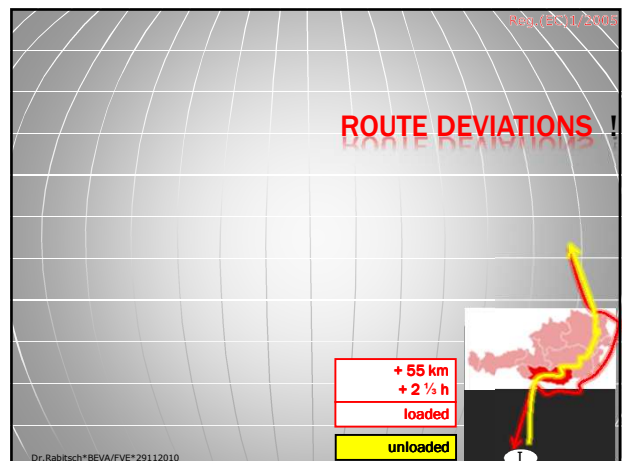 Reg.(EC)1/2005
ROUTE DEVIATIONS !
+ 55 km
+ 2 ⅓ h
loaded
unloaded
I
Dr.Rabitsch*BEVA/FVE*29112010